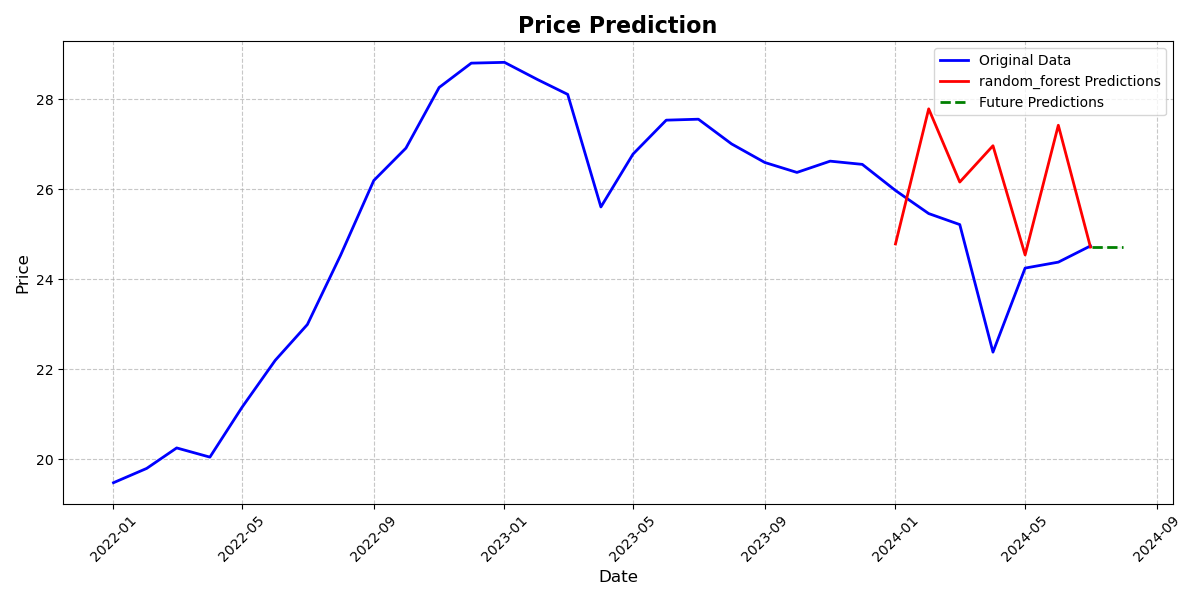 Price Prediction
Original Data
random_forest Predictions
Future Predictions
Price
28
26
24
22
20
2022-01
2022-05
2022-09
2023-01
2023-05
2023-09
2024-01
2024-05
2024-09
Date